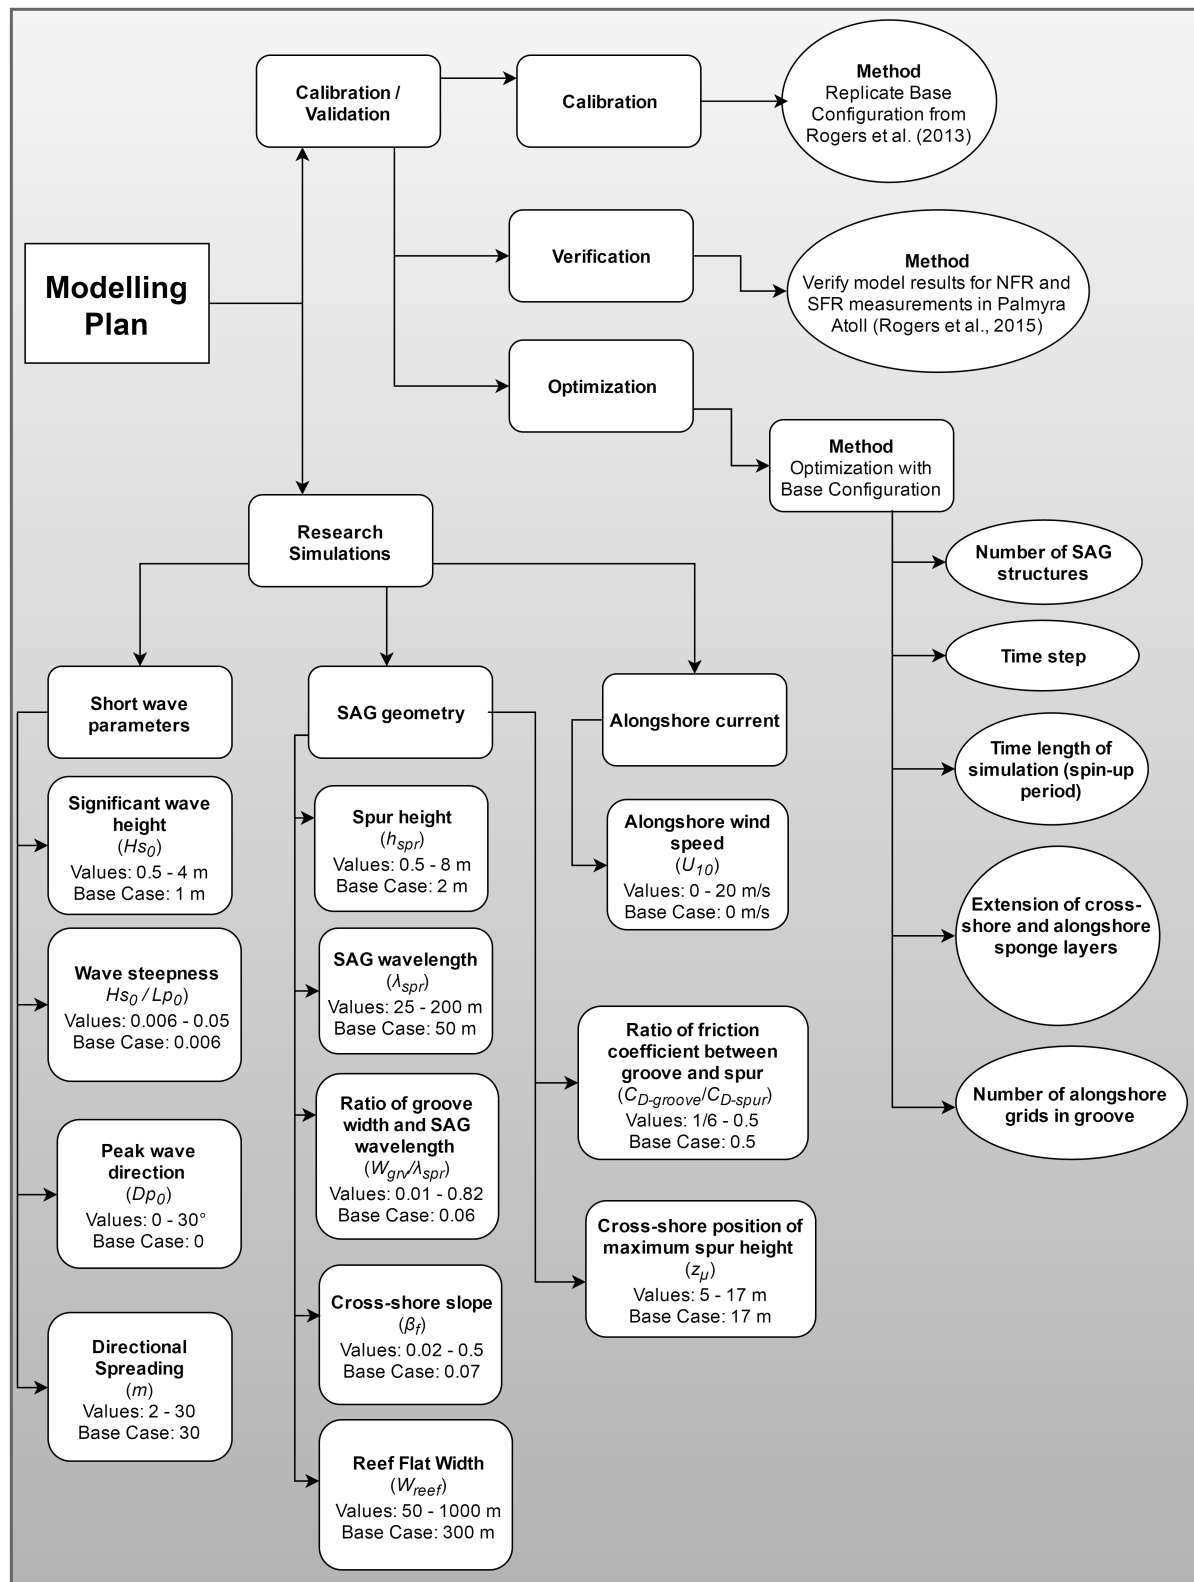 Modelling
Plan
Calibration /
Validation
Calibration
Method
Replicate Base
Configuration from
Rogers et al. (2013)
Verification
Method
Verify model results for NFR and
SFR measurements in Palmyra
Atoll (Rogers et al., 2015)
Optimization
Method
Optimization with
Base Configuration
Number of SAG
structures
Time step
Time length of
simulation (spin-up
period)
Extension of cross-
shore and alongshore
sponge layers
Number of alongshore
grids in groove
Research
Simulations
Short wave
parameters
Significant wave
height
(Hs0)
Values: 0.5 - 4 m
Base Case: 1 m
Wave steepness
Hs0 / Lp0)
Values: 0.006 - 0.05
Base Case: 0.006
Peak wave
direction
(Dp0)
Values: 0 - 30°
Base Case: 0
Directional
Spreading
(m)
Values: 2 - 30
Base Case: 30
SAG geometry
Spur height
(hspr)
Values: 0.5 - 8 m
Base Case: 2 m
SAG wavelength
(λspr)
Values: 25 - 200 m
Base Case: 50 m
Ratio of groove
width and SAG
wavelength
(Wgrv/λspr)
Values: 0.01 - 0.82
Base Case: 0.06
Cross-shore slope
(βf)
Values: 0.02 - 0.5
Base Case: 0.07
Reef Flat Width
(Wreef)
Values: 50 - 1000 m
Base Case: 300 m
Ratio of friction
coefficient between
groove and spur
(CD-groove/CD-spur)
Values: 1/6 - 0.5
Base Case: 0.5
Cross-shore position of
maximum spur height
(zμ)
Values: 5 - 17 m
Base Case: 17 m
Alongshore current
Alongshore wind
speed
(U10)
Values: 0 - 20 m/s
Base Case: 0 m/s